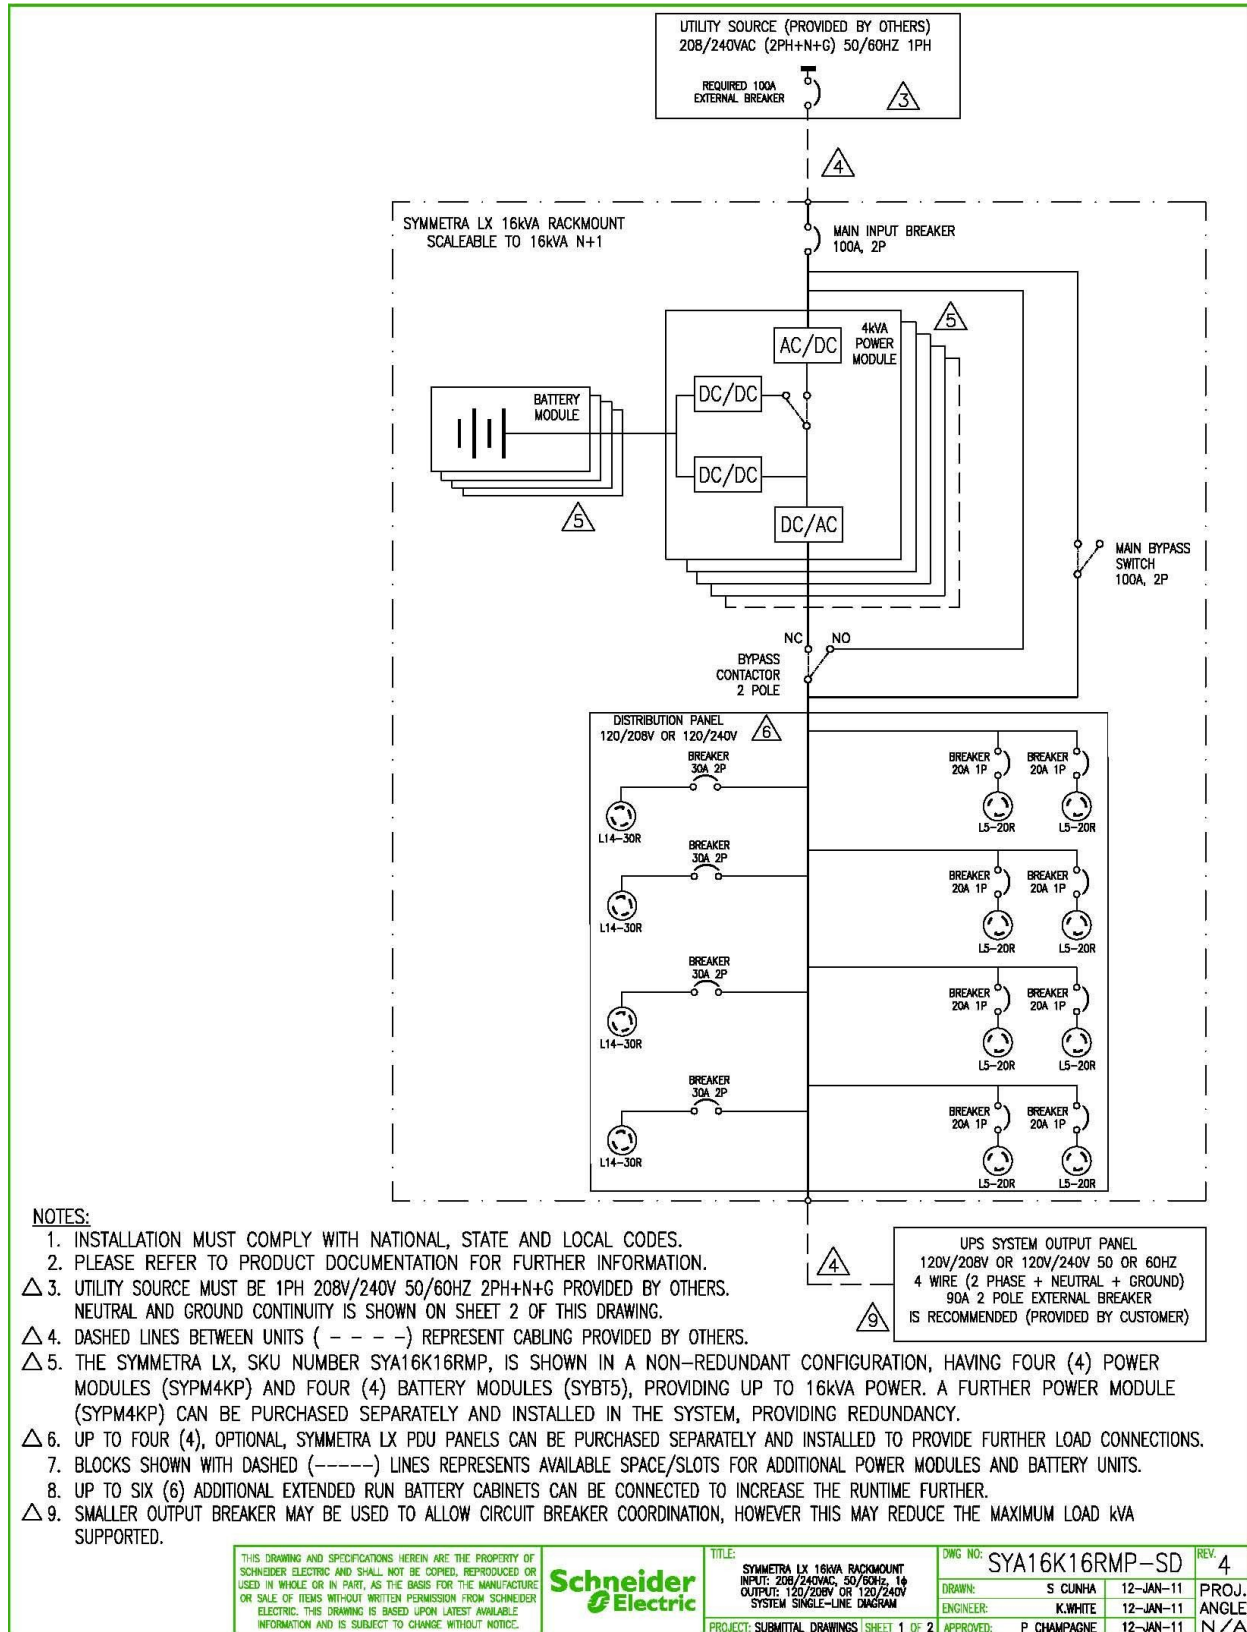 UTILITY SOURCE (PROVIDED BY OTHERS)
208/240VAC (2PH+N+G) 50/60HZ 1PH
REQUIRED 100A
EXTERNAL BREAKER
3
4
SYMMETRA LX 16kVA RACKMOUNT
SCALEABLE TO 16kVA N+1
MAIN INPUT BREAKER
100A, 2P
5
4kVA
POWER
MODULE
AC/DC
DC/DC
BATTERY
MODULE
DC/DC
DC/AC
5
MAIN BYPASS
SWITCH
100A, 2P
NC NO
BYPASS
CONTACTOR
2 POLE
DISTRIBUTION PANEL
120/208V OR 120/240V
6
BREAKER
30A 2P
L14-30R
BREAKER
20A 1P
BREAKER
20A 1P
L5-20R
L5-20R
BREAKER
30A 2P
L14-30R
BREAKER
20A 1P
BREAKER
20A 1P
L5-20R
L5-20R
BREAKER
30A 2P
L14-30R
BREAKER
20A 1P
BREAKER
20A 1P
L5-20R
L5-20R
BREAKER
30A 2P
L14-30R
BREAKER
20A 1P
BREAKER
20A 1P
L5-20R
L5-20R
4
9
UPS SYSTEM OUTPUT PANEL
120V/208V OR 120V/240V 50 OR 60HZ
4 WIRE (2 PHASE + NEUTRAL + GROUND)
90A 2 POLE EXTERNAL BREAKER
IS RECOMMENDED (PROVIDED BY CUSTOMER)
NOTES:
1. INSTALLATION MUST COMPLY WITH NATIONAL, STATE AND LOCAL CODES.
2. PLEASE REFER TO PRODUCT DOCUMENTATION FOR FURTHER INFORMATION.
△ 3. UTILITY SOURCE MUST BE 1PH 208V/240V 50/60HZ 2PH+N+G PROVIDED BY OTHERS.
NEUTRAL AND GROUND CONTINUITY IS SHOWN ON SHEET 2 OF THIS DRAWING.
△ 4. DASHED LINES BETWEEN UNITS ( - - - -) REPRESENT CABLING PROVIDED BY OTHERS.
△ 5. THE SYMMETRA LX, SKU NUMBER SYA16K16RMP, IS SHOWN IN A NON-REDUNDANT CONFIGURATION, HAVING FOUR (4) POWER
MODULES (SYPM4KP) AND FOUR (4) BATTERY MODULES (SYBT5), PROVIDING UP TO 16kVA POWER. A FURTHER POWER MODULE
(SYPM4KP) CAN BE PURCHASED SEPARATELY AND INSTALLED IN THE SYSTEM, PROVIDING REDUNDANCY.
△ 6. UP TO FOUR (4), OPTIONAL, SYMMETRA LX PDU PANELS CAN BE PURCHASED SEPARATELY AND INSTALLED TO PROVIDE FURTHER LOAD CONNECTIONS.
7. BLOCKS SHOWN WITH DASHED (-----) LINES REPRESENTS AVAILABLE SPACE/SLOTS FOR ADDITIONAL POWER MODULES AND BATTERY UNITS.
8. UP TO SIX (6) ADDITIONAL EXTENDED RUN BATTERY CABINETS CAN BE CONNECTED TO INCREASE THE RUNTIME FURTHER.
△ 9. SMALLER OUTPUT BREAKER MAY BE USED TO ALLOW CIRCUIT BREAKER COORDINATION, HOWEVER THIS MAY REDUCE THE MAXIMUM LOAD kVA
SUPPORTED.
THIS DRAWING AND SPECIFICATIONS HEREIN ARE THE PROPERTY OF
SCHNEIDER ELECTRIC AND SHALL NOT BE COPIED, REPRODUCED OR
USED IN WHOLE OR IN PART, AS THE BASIS FOR THE MANUFACTURE
OR SALE OF ITEMS WITHOUT WRITTEN PERMISSION FROM SCHNEIDER
ELECTRIC. THIS DRAWING IS BASED UPON LATEST AVAILABLE
INFORMATION AND IS SUBJECT TO CHANGE WITHOUT NOTICE.
Schneider
Electric
TITLE:
SYMMETRA LX 16kVA RACKMOUNT
INPUT: 208/240VAC, 50/60Hz, 1ϕ
OUTPUT: 120/208V OR 120/240V
SYSTEM SINGLE-LINE DIAGRAM
PROJECT: SUBMITTAL DRAWINGS SHEET 1 OF 2
DWG NO: SYA16K16RMP-SD
REV. 4
DRAWN: S CUNHA 12-JAN-11
ENGINEER: K.WHITE 12-JAN-11
APPROVED: P CHAMPAGNE 12-JAN-11
PROJ.
ANGLE
N/A